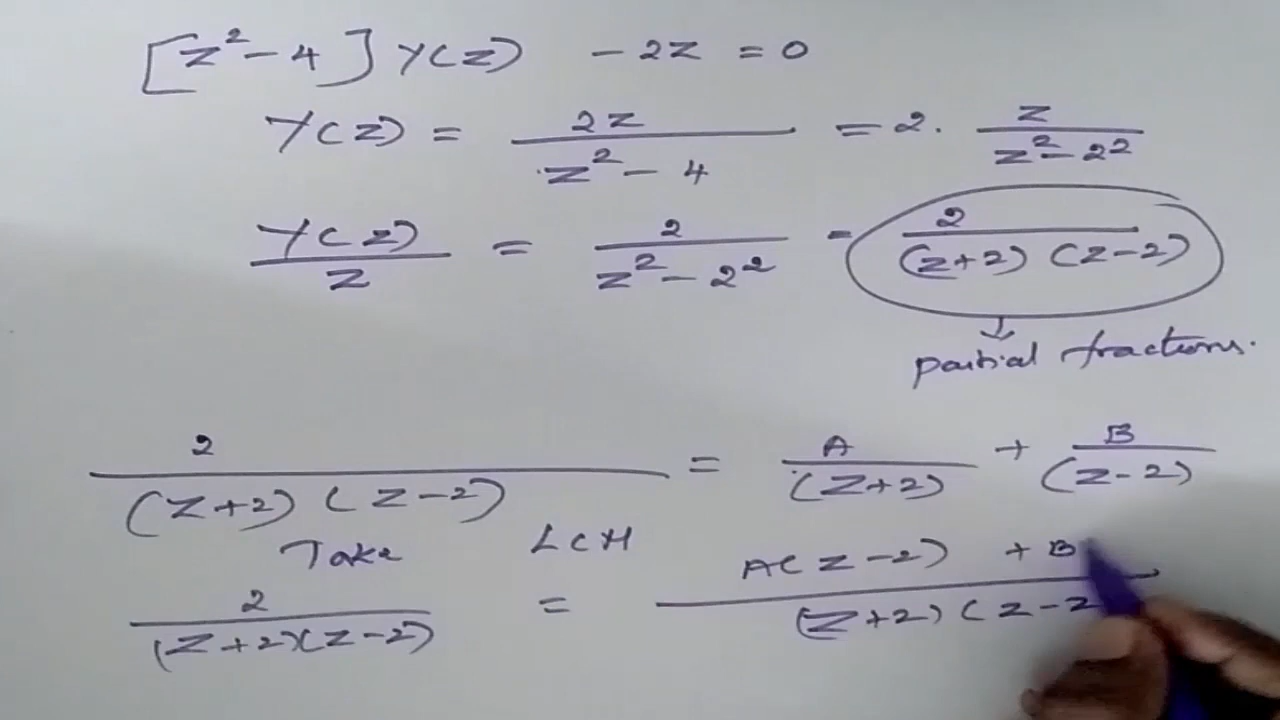 [z² - 4] Y(z) - 2z = 0
Y(z) = 2z / z² - 4 = 2. z / z² - 2²
Y(z) / z = 2 / z² - 2² = 2 / (z+2) (z-2)
↓
partial fractions.
2 / (z+2) (z-2) = A / (z+2) + B / (z-2)
Take LCM
2 / (z+2)(z-2) = A(z-2) + B / (z+2) (z-2